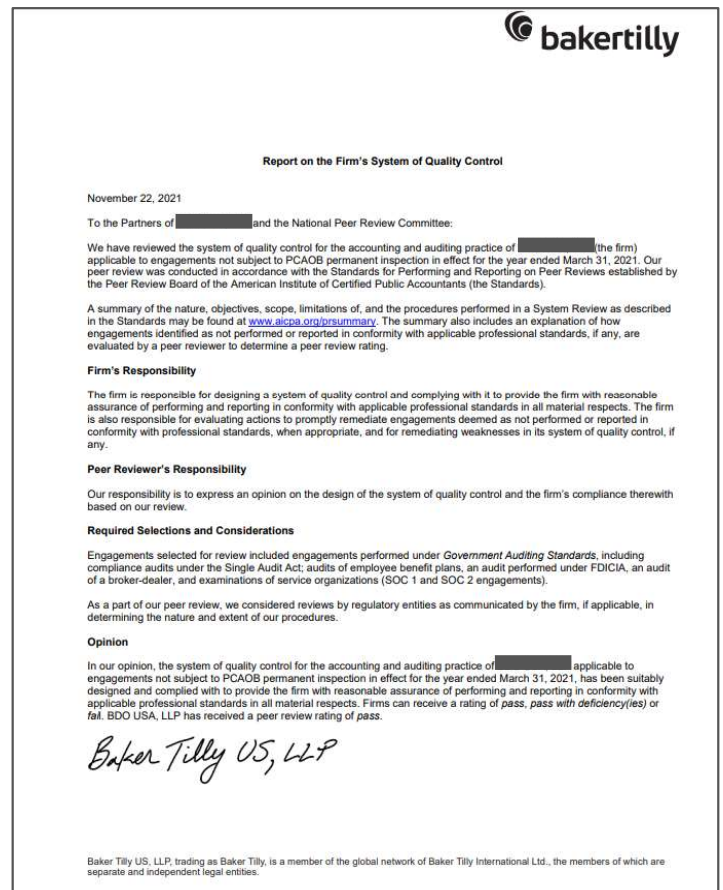 bakertilly
Report on the Firm's System of Quality Control
November 22, 2021
To the Partners of and the National Peer Review Committee:
We have reviewed the system of quality control for the accounting and auditing practice of (the firm)
applicable to engagements not subject to PCAOB permanent inspection in effect for the year ended March 31, 2021. Our
peer review was conducted in accordance with the Standards for Performing and Reporting on Peer Reviews established by
the Peer Review Board of the American Institute of Certified Public Accountants (the Standards).
A summary of the nature, objectives, scope, limitations of, and the procedures performed in a System Review as described
in the Standards may be found at www.aicpa.org/prsummary. The summary also includes an explanation of how
engagements identified as not performed or reported in conformity with applicable professional standards, if any, are
evaluated by a peer reviewer to determine a peer review rating.
Firm's Responsibility
The firm is responsible for designing a system of quality control and complying with it to provide the firm with reasonable
assurance of performing and reporting in conformity with applicable professional standards in all material respects. The firm
is also responsible for evaluating actions to promptly remediate engagements deemed as not performed or reported in
conformity with professional standards, when appropriate, and for remediating weaknesses in its system of quality control, if
any.
Peer Reviewer's Responsibility
Our responsibility is to express an opinion on the design of the system of quality control and the firm's compliance therewith
based on our review.
Required Selections and Considerations
Engagements selected for review included engagements performed under Government Auditing Standards, including
compliance audits under the Single Audit Act; audits of employee benefit plans, an audit performed under FDICIA, an audit
of a broker-dealer, and examinations of service organizations (SOC 1 and SOC 2 engagements).
As a part of our peer review, we considered reviews by regulatory entities as communicated by the firm, if applicable, in
determining the nature and extent of our procedures.
Opinion
In our opinion, the system of quality control for the accounting and auditing practice of applicable to
engagements not subject to PCAOB permanent inspection in effect for the year ended March 31, 2021, has been suitably
designed and complied with to provide the firm with reasonable assurance of performing and reporting in conformity with
applicable professional standards in all material respects. Firms can receive a rating of pass, pass with deficiency(ies) or
fail. BDO USA, LLP has received a peer review rating of pass.
Baker Tilly US, LLP
Baker Tilly US, LLP, trading as Baker Tilly, is a member of the global network of Baker Tilly International Ltd., the members of which are
separate and independent legal entities.